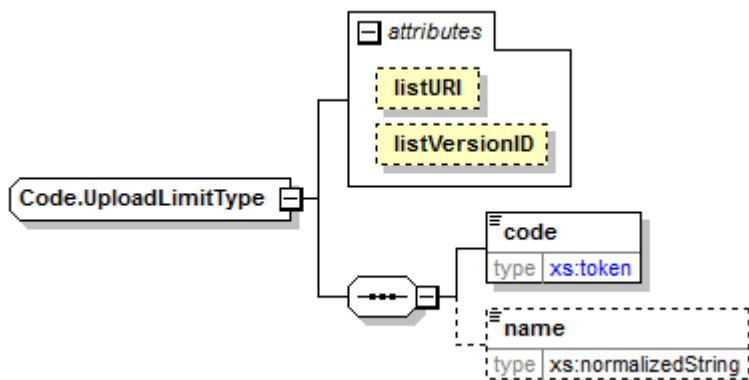 attributes
listURI
listVersionID
Code.UploadLimitType
code
type xs:token
name
type xs:normalizedString